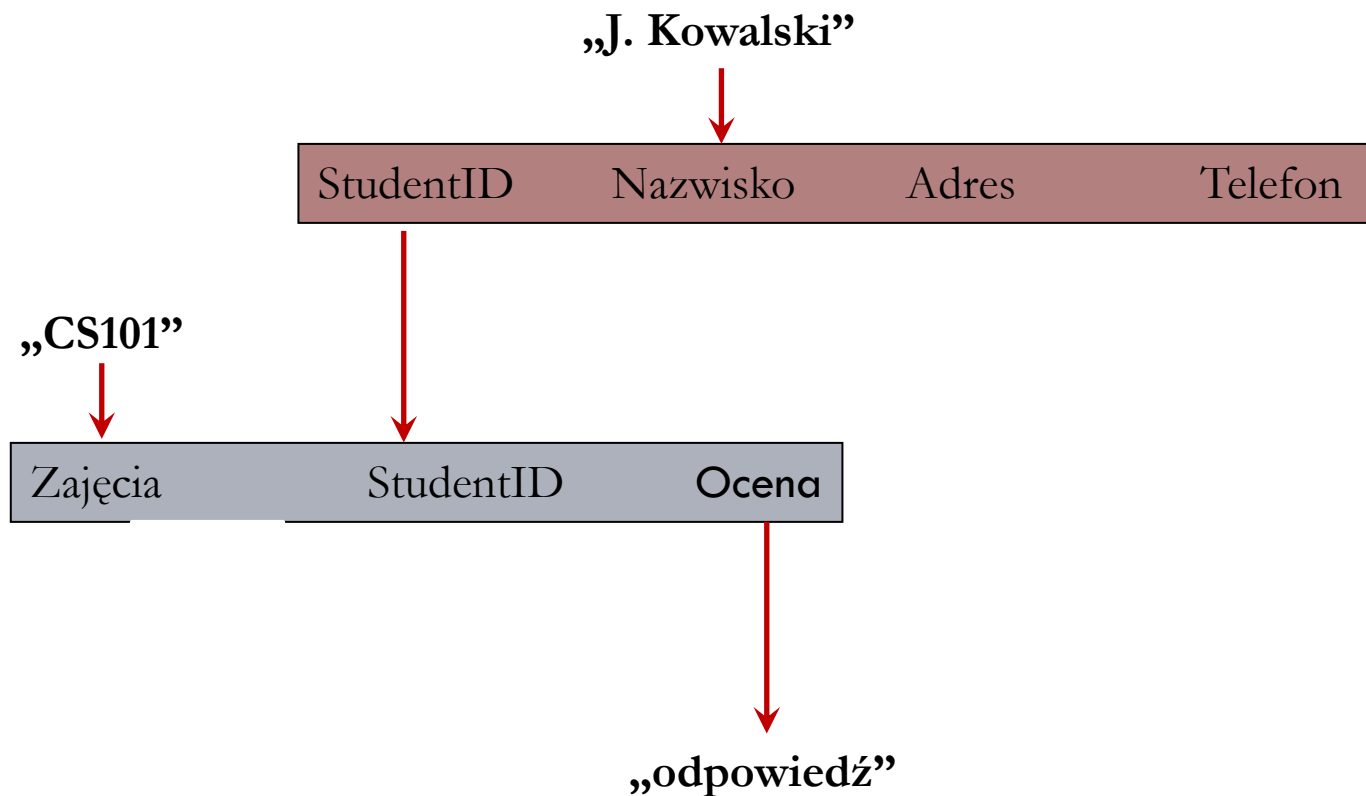 „J. Kowalski”
StudentID Nazwisko Adres Telefon
„CS101”
Zajęcia StudentID Ocena
„odpowiedź”